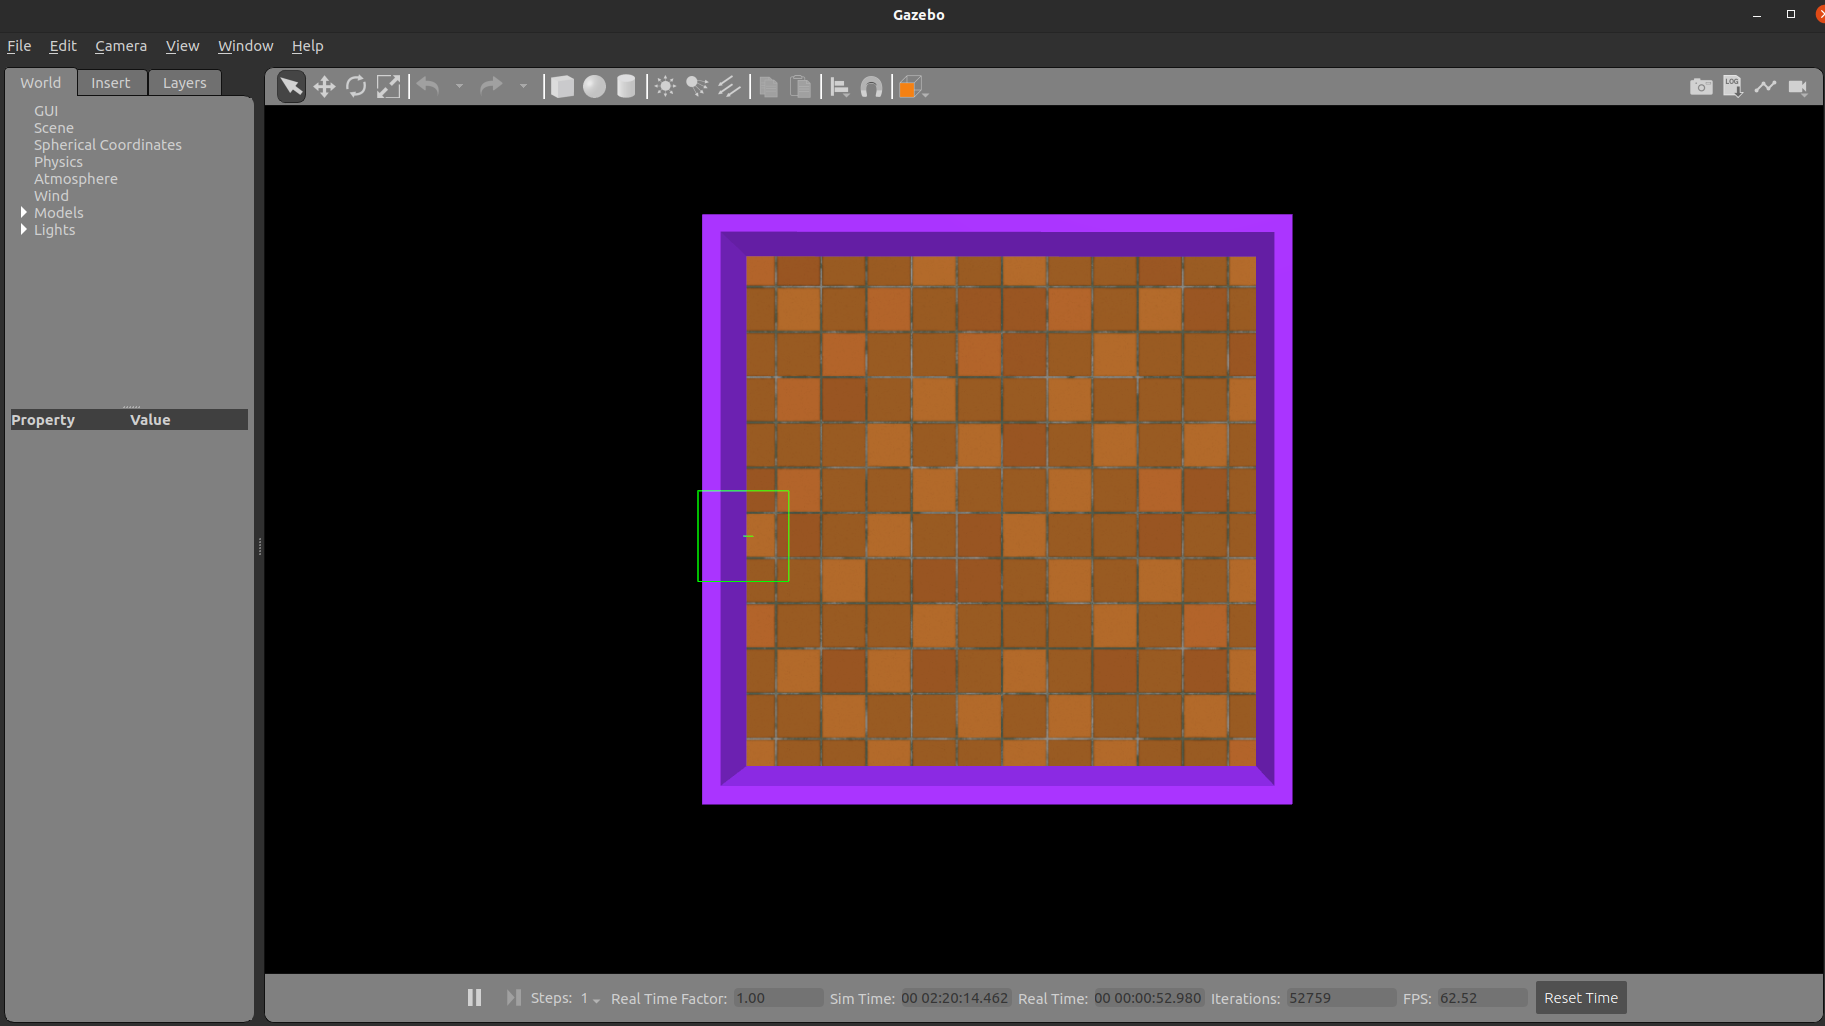 Gazebo
File Edit Camera View Window Help
World Insert Layers
LOG
GUI
Scene
Spherical Coordinates
Physics
Atmosphere
Wind
Models
Lights
Property Value
Steps: 1 Real Time Factor: 1.00 Sim Time: 00 02:20:14.462 Real Time: 00 00:00:52.980 Iterations: 52759 FPS: 62.52 Reset Time